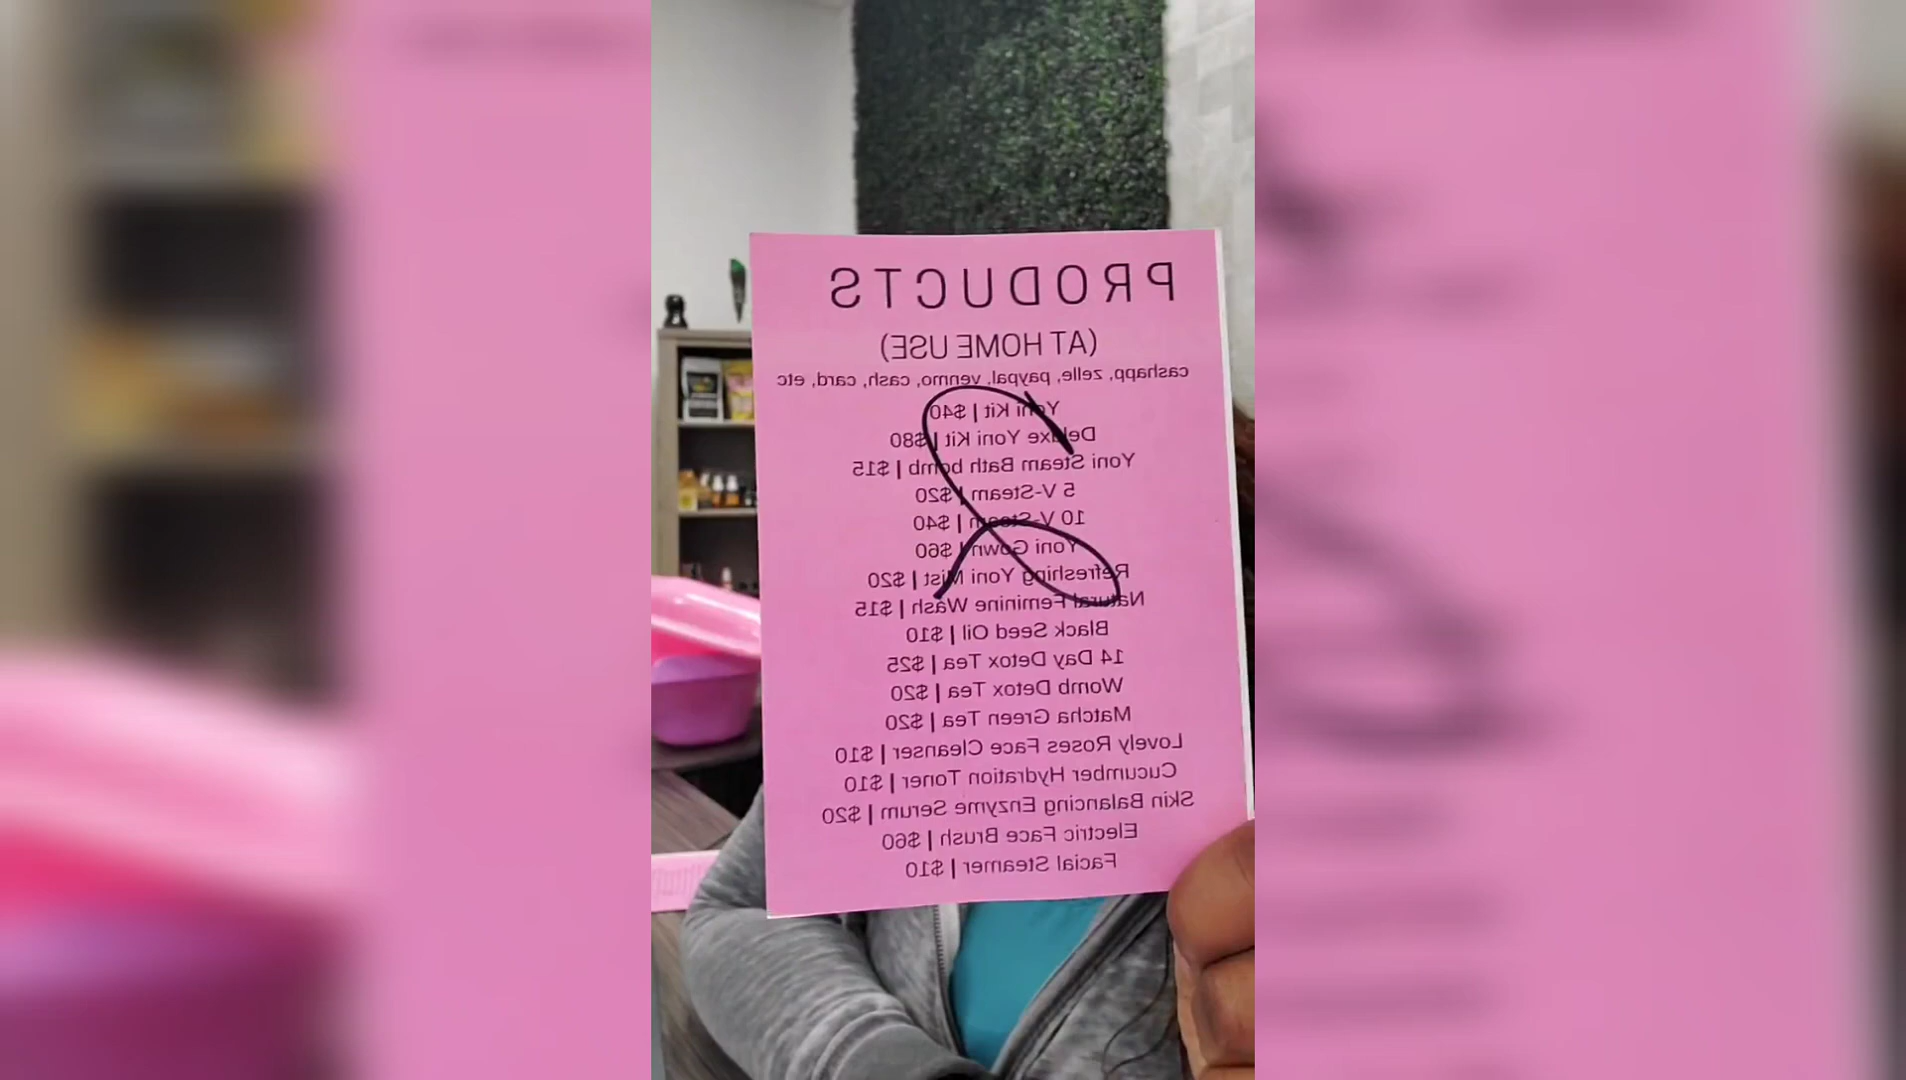 PRODUCTS
(AT HOME USE)
cashapp, zelle, paypal, venmo, cash, card, etc
Yoni Kit | $40
Deluxe Yoni Kit | $80
Yoni Steam Bath bomb | $15
5 V-Steam | $20
10 V-Steam | $40
Yoni Gown | $60
Refreshing Yoni Mist | $20
Natural Feminine Wash | $15
Black Seed Oil | $10
14 Day Detox Tea | $25
Womb Detox Tea | $20
Matcha Green Tea | $20
Lovely Roses Face Cleanser | $10
Cucumber Hydration Toner | $10
Skin Balancing Enzyme Serum | $20
Electric Face Brush | $60
Facial Steamer | $10